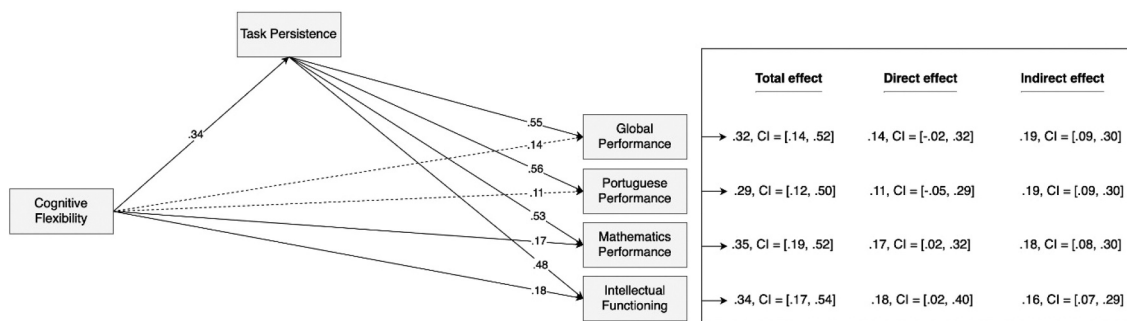 Task Persistence
Total effect
Direct effect
Indirect effect
.34
.55
Global
Performance
.32, CI = [.14, .52]
.14, CI = [-.02, .32]
.19, CI = [.09, .30]
.14
.56
Portuguese
Performance
.29, CI = [.12, .50]
.11, CI = [-.05, .29]
.19, CI = [.09, .30]
.11
Cognitive
Flexibility
.53
Mathematics
Performance
.35, CI = [.19, .52]
.17, CI = [.02, .32]
.18, CI = [.08, .30]
.17
.48
.18
Intellectual
Functioning
.34, CI = [.17, .54]
.18, CI = [.02, .40]
.16, CI = [.07, .29]